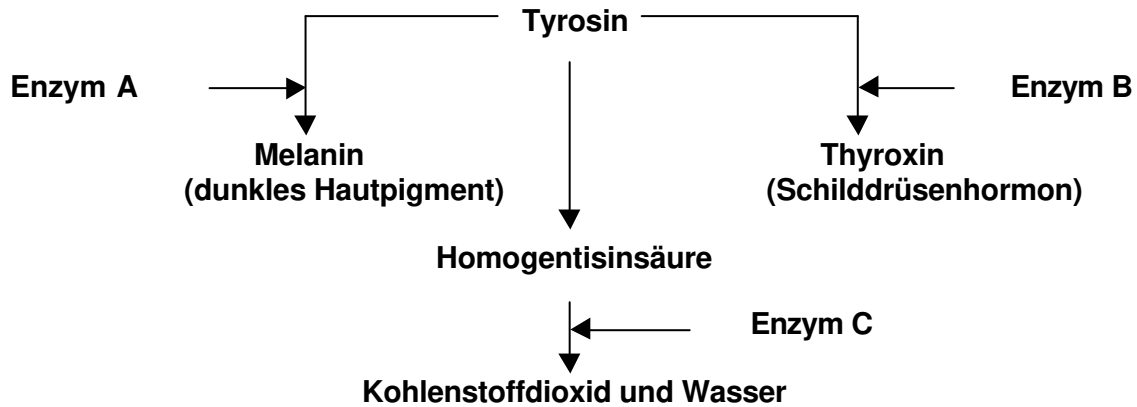 Tyrosin
Enzym A
Enzym B
Melanin
(dunkles Hautpigment)
Thyroxin
(Schilddrüsenhormon)
Homogentisinsäure
Enzym C
Kohlenstoffdioxid und Wasser